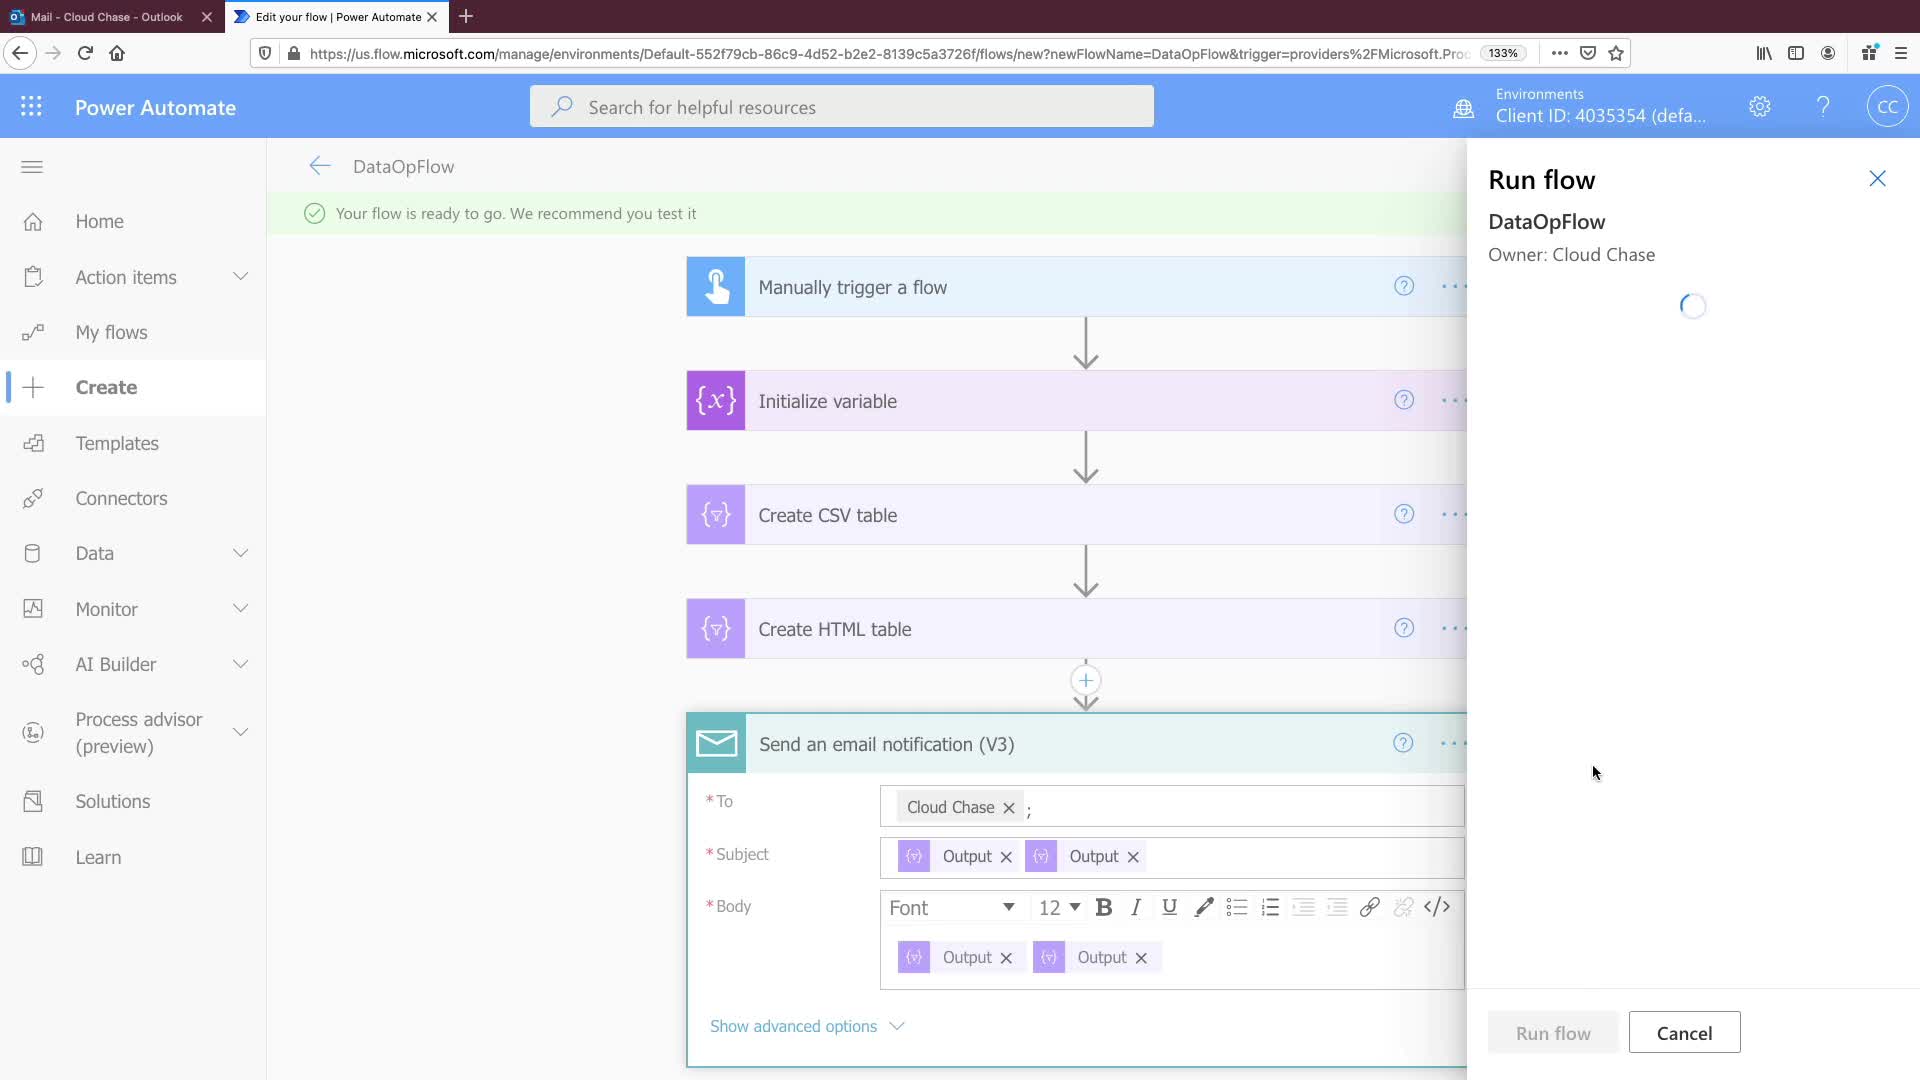 Mail - Cloud Chase - Outlook
Edit your flow | Power Automate
https://us.flow.microsoft.com/manage/environments/Default-552f79cb-86c9-4d52-b2e2-8139c5a3726f/flows/new?newFlowName=DataOpFlow&trigger=providers%2FMicrosoft.Proc
133%
Power Automate
Search for helpful resources
Environments
Client ID: 4035354 (defa...
CC
DataOpFlow
Your flow is ready to go. We recommend you test it
Home
Action items
My flows
Create
Templates
Connectors
Data
Monitor
AI Builder
Process advisor
(preview)
Solutions
Learn
Manually trigger a flow
Initialize variable
Create CSV table
Create HTML table
Send an email notification (V3)
*To
Cloud Chase ;
*Subject
Output Output
*Body
Font 12 B I U </>
Output Output
Show advanced options
Run flow
DataOpFlow
Owner: Cloud Chase
Run flow
Cancel